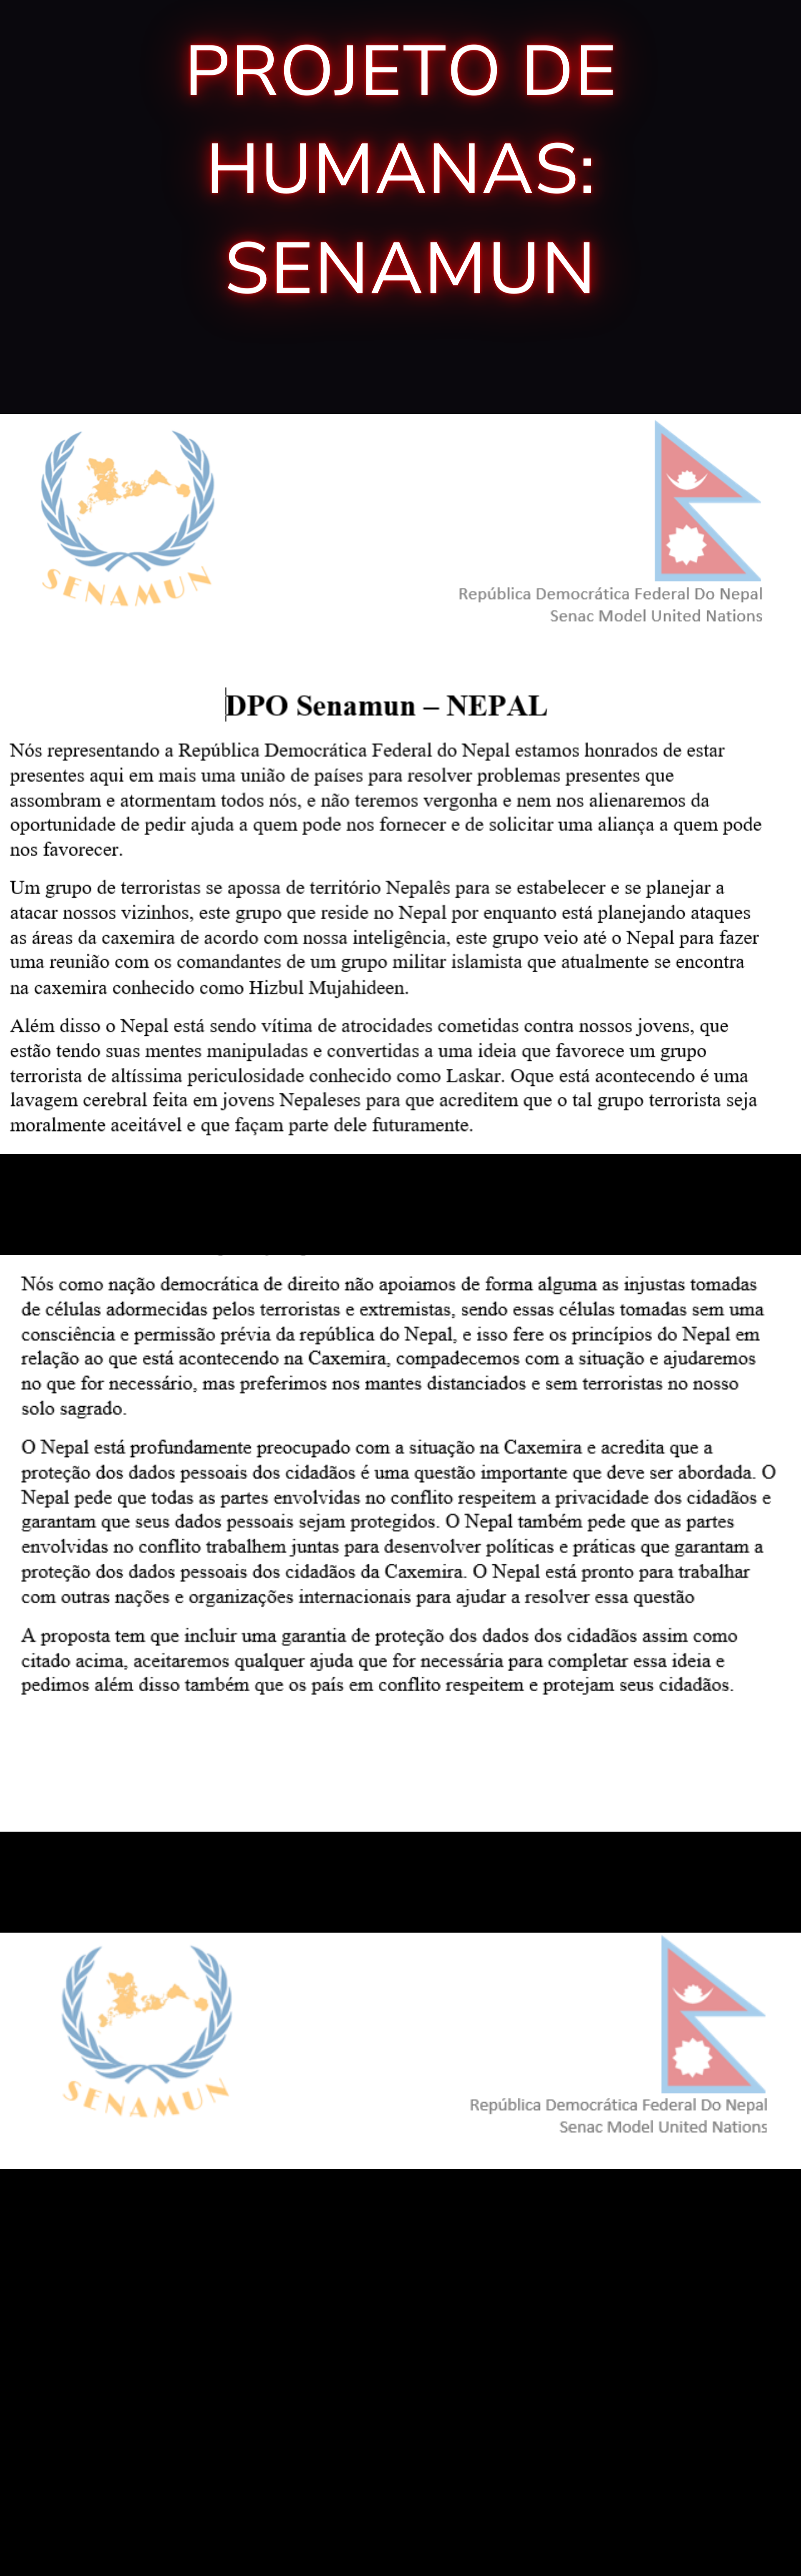 PROJETO DE
HUMANAS:
SENAMUN
SENAMUN
República Democrática Federal Do Nepal
Senac Model United Nations
DPO Senamun – NEPAL
Nós representando a República Democrática Federal do Nepal estamos honrados de estar
presentes aqui em mais uma união de países para resolver problemas presentes que
assombram e atormentam todos nós, e não teremos vergonha e nem nos alienaremos da
oportunidade de pedir ajuda a quem pode nos fornecer e de solicitar uma aliança a quem pode
nos favorecer.
Um grupo de terroristas se apossa de território Nepalês para se estabelecer e se planejar a
atacar nossos vizinhos, este grupo que reside no Nepal por enquanto está planejando ataques
as áreas da caxemira de acordo com nossa inteligência, este grupo veio até o Nepal para fazer
uma reunião com os comandantes de um grupo militar islamista que atualmente se encontra
na caxemira conhecido como Hizbul Mujahideen.
Além disso o Nepal está sendo vítima de atrocidades cometidas contra nossos jovens, que
estão tendo suas mentes manipuladas e convertidas a uma ideia que favorece um grupo
terrorista de altíssima periculosidade conhecido como Laskar. Oque está acontecendo é uma
lavagem cerebral feita em jovens Nepaleses para que acreditem que o tal grupo terrorista seja
moralmente aceitável e que façam parte dele futuramente.
Nós como nação democrática de direito não apoiamos de forma alguma as injustas tomadas
de células adormecidas pelos terroristas e extremistas, sendo essas células tomadas sem uma
consciência e permissão prévia da república do Nepal, e isso fere os princípios do Nepal em
relação ao que está acontecendo na Caxemira, compadecemos com a situação e ajudaremos
no que for necessário, mas preferimos nos mantes distanciados e sem terroristas no nosso
solo sagrado.
O Nepal está profundamente preocupado com a situação na Caxemira e acredita que a
proteção dos dados pessoais dos cidadãos é uma questão importante que deve ser abordada. O
Nepal pede que todas as partes envolvidas no conflito respeitem a privacidade dos cidadãos e
garantam que seus dados pessoais sejam protegidos. O Nepal também pede que as partes
envolvidas no conflito trabalhem juntas para desenvolver políticas e práticas que garantam a
proteção dos dados pessoais dos cidadãos da Caxemira. O Nepal está pronto para trabalhar
com outras nações e organizações internacionais para ajudar a resolver essa questão
A proposta tem que incluir uma garantia de proteção dos dados dos cidadãos assim como
citado acima, aceitaremos qualquer ajuda que for necessária para completar essa ideia e
pedimos além disso também que os país em conflito respeitem e protejam seus cidadãos.
SENAMUN
República Democrática Federal Do Nepal
Senac Model United Nations